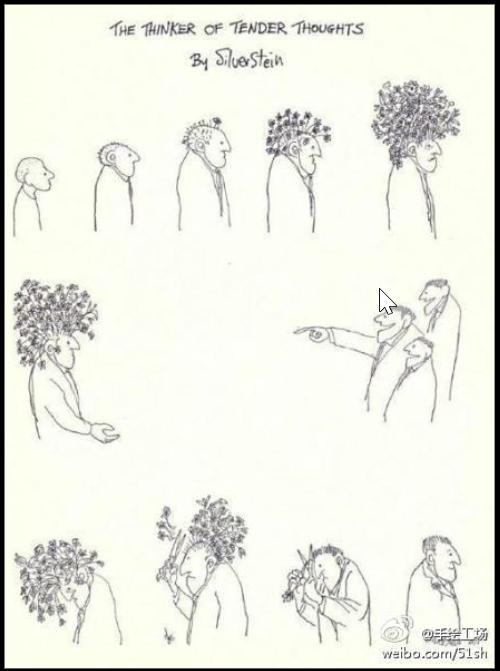 THE THINKER OF TENDER THOUGHTS
By Silverstein
@手绘工场
weibo.com/51sh